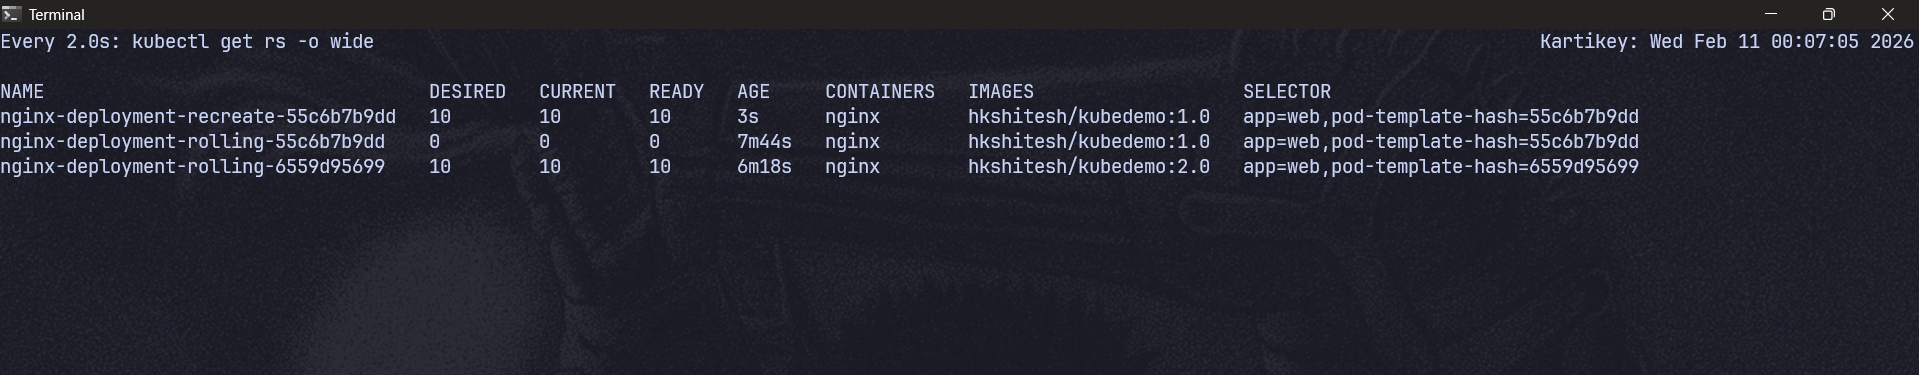 Terminal
Every 2.0s: kubectl get rs -o wide Kartikey: Wed Feb 11 00:07:05 2026
NAME DESIRED CURRENT READY AGE CONTAINERS IMAGES SELECTOR
nginx-deployment-recreate-55c6b7b9dd 10 10 10 3s nginx hkshitesh/kubedemo:1.0 app=web,pod-template-hash=55c6b7b9dd
nginx-deployment-rolling-55c6b7b9dd 0 0 0 7m44s nginx hkshitesh/kubedemo:1.0 app=web,pod-template-hash=55c6b7b9dd
nginx-deployment-rolling-6559d95699 10 10 10 6m18s nginx hkshitesh/kubedemo:2.0 app=web,pod-template-hash=6559d95699